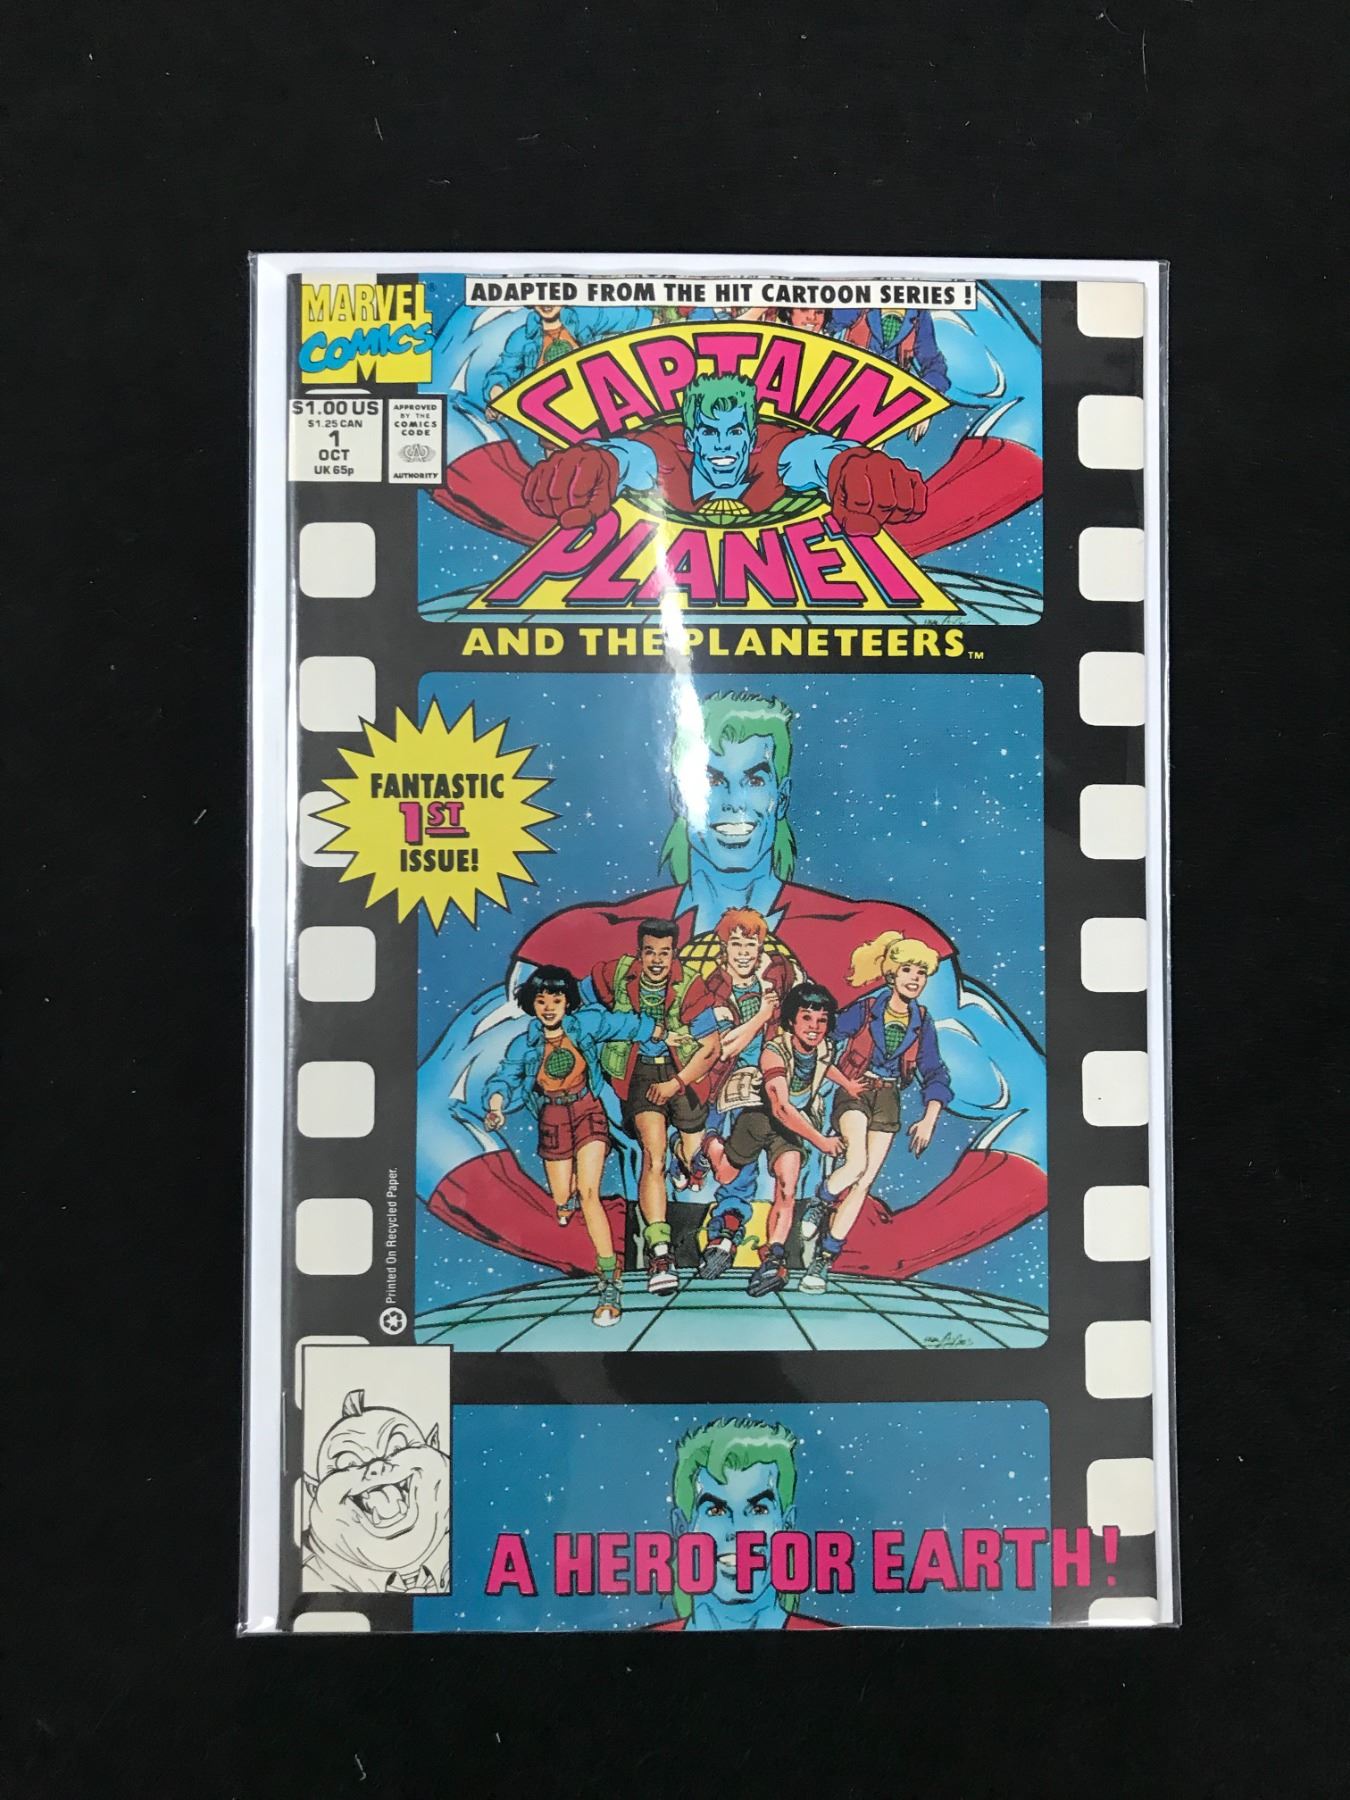 MARVEL®
COMICS
ADAPTED FROM THE HIT CARTOON SERIES !
$1.00 US
$1.25 CAN
1
OCT
UK 65p
APPROVED
BY THE
COMICS
CODE
AUTHORITY
CAPTAIN
PLANET
AND THE PLANETEERS™
FANTASTIC
1ST
ISSUE!
Printed On Recycled Paper.
A HERO FOR EARTH!